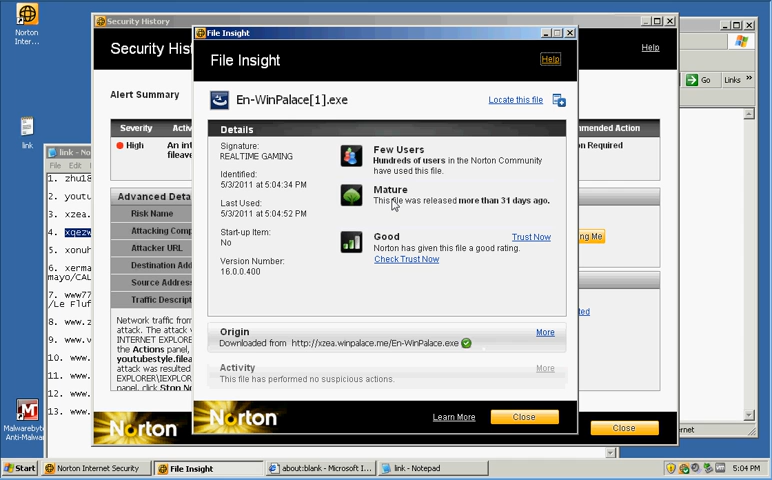 Norton
Inter...
link
Malwareby
Anti-Malwar
Security History
Security His
Help
Alert Summary
Severity
High
An int
fileave
mmended Action
on Required
Advanced Deta
Risk Name
Attacking Comp
Attacker URL
Destination Add
Source Address
Traffic Descript
Network traffic from
attack. The attack v
INTERNET EXPLORE
the Actions panel,
youtubestyle.filea
attack was resulted
EXPLORER\IEXPLOR
panel, click Stop No
ng Me
ted
Norton
Close
link - No
File Edit
1. zhu18
2. youtu
3. xzea.
4. xqezw
5. xonuh
6. xerma
mayo/CAL
7. www77
/Le Fluf
8. www.z
9. www.
10. www.
11. www.
12. www.
13. www.
Go
Links »
File Insight
File Insight
Help
En-WinPalace[1].exe
Locate this file
Details
Signature:
REALTIME GAMING
Identified:
5/3/2011 at 5:04:34 PM
Last Used:
5/3/2011 at 5:04:52 PM
Start-up Item:
No
Version Number:
16.0.0.400
Few Users
Hundreds of users in the Norton Community
have used this file.
Mature
This file was released more than 31 days ago.
Good
Trust Now
Norton has given this file a good rating.
Check Trust Now
Origin
More
Downloaded from http://xzea.winpalace.me/En-WinPalace.exe
Activity
More
This file has performed no suspicious actions.
Norton
Learn More
Close
Start
Norton Internet Security
File Insight
about:blank - Microsoft I...
link - Notepad
5:04 PM